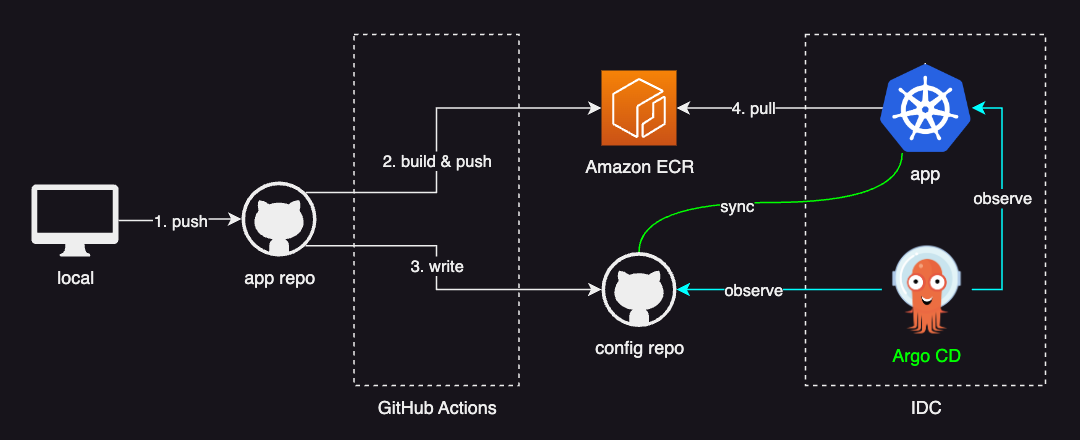 2. build & push
4. pull
Amazon ECR
app
1. push
sync
observe
local
app repo
3. write
observe
config repo
Argo CD
GitHub Actions
IDC